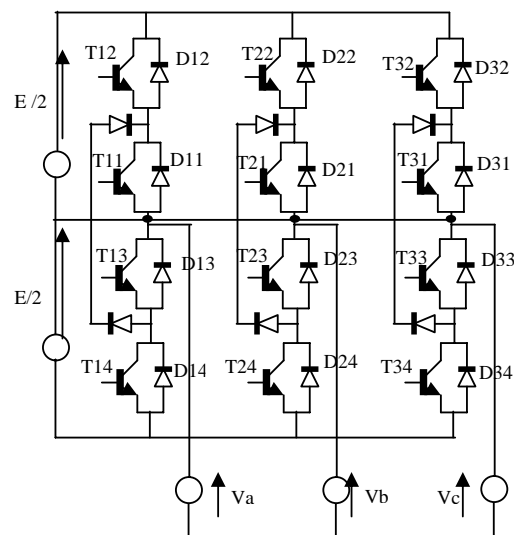 T12 D12 T22 D22 T32 D32
E /2
T11 D11 T21 D21 T31 D31
T13 D13 T23 D23 T33 D33
E/2
T14 D14 T24 D24 T34 D34
Va Vb Vc